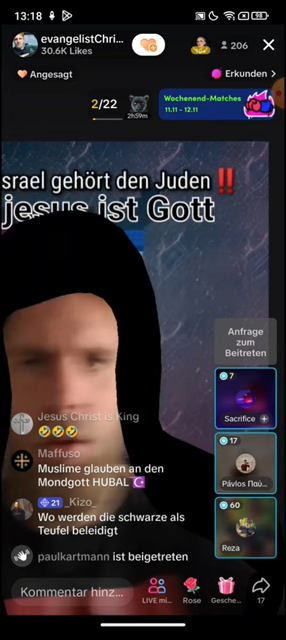 13:18
98
evangelistChri...
30.6K Likes
206
Angesagt
Erkunden
2/22
2h59m
Wochenend-Matches
11.11 - 12.11
srael gehört den Juden ‼️
jesus ist Gott
Anfrage
zum
Beitreten
7
Sacrifice +
17
Pávlos Παύ...
60
Reza
Jesus Christ is King
🤣🤣🤣
Maffuso
Muslime glauben an den
Mondgott HUBAL ☪️
21 _Kizo_
Wo werden die schwarze als
Teufel beleidigt
paulkartmann ist beigetreten
Kommentar hinz...
LIVE mi...
Rose
Gesche...
17